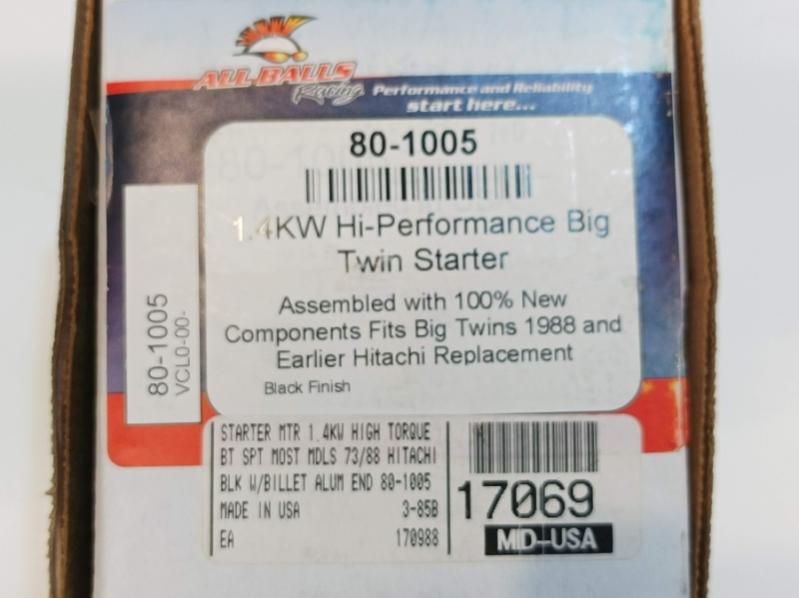 ALL BALLS
Racing
Performance and Reliability
start here...
80-1005
1.4KW Hi-Performance Big
Twin Starter
Assembled with 100% New
Components Fits Big Twins 1988 and
Earlier Hitachi Replacement
Black Finish
80-1005
VCL0-00-
STARTER MTR 1.4KW HIGH TORQUE
BT SPT MOST MDLS 73/88 HITACHI
BLK W/BILLET ALUM END 80-1005
MADE IN USA 3-85B
EA 170988
17069
MID-USA